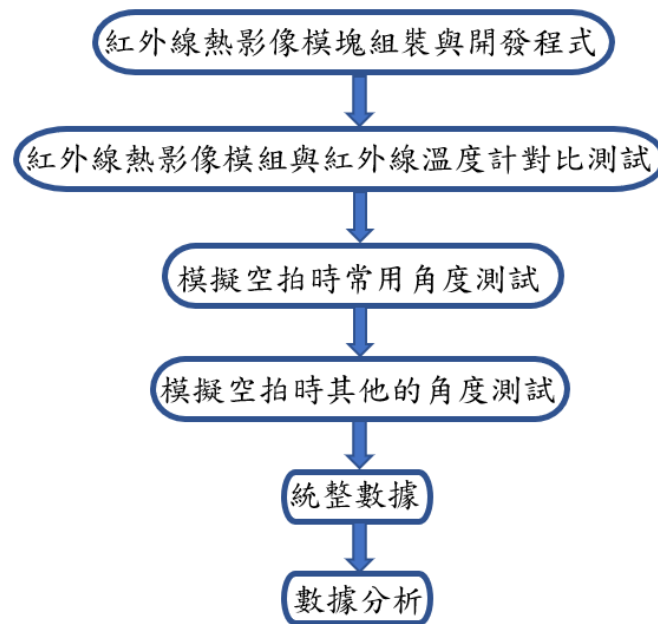 紅外線熱影像模塊組裝與開發程式
紅外線熱影像模組與紅外線溫度計對比測試
模擬空拍時常用角度測試
模擬空拍時其他的角度測試
統整數據
數據分析